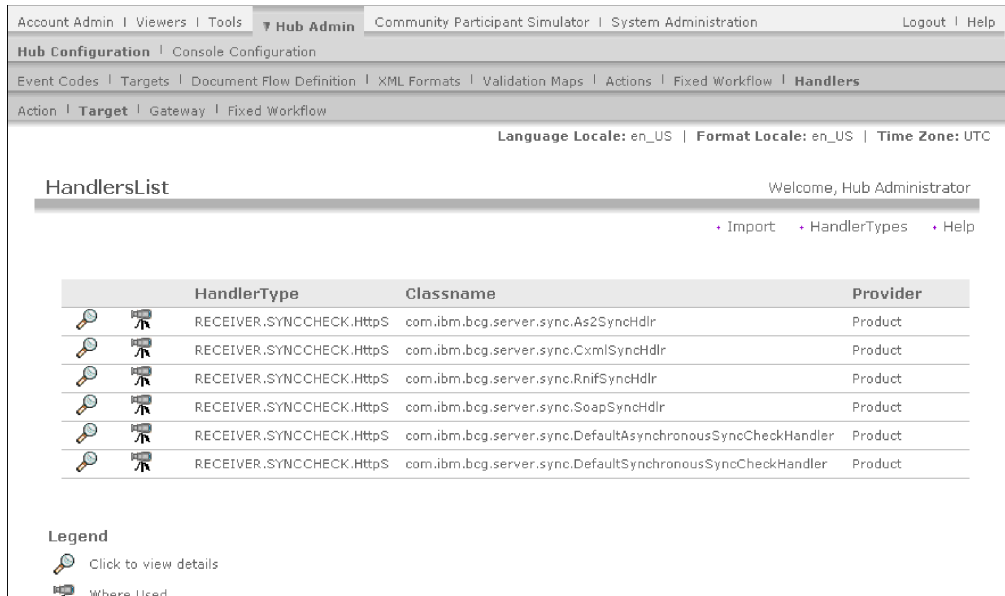 Account Admin | Viewers | Tools Hub Admin Community Participant Simulator | System Administration Logout | Help
Hub Configuration | Console Configuration
Event Codes | Targets | Document Flow Definition | XML Formats | Validation Maps | Actions | Fixed Workflow | Handlers
Action | Target | Gateway | Fixed Workflow
Language Locale: en_US | Format Locale: en_US | Time Zone: UTC
HandlersList Welcome, Hub Administrator
Import HandlerTypes Help
HandlerType Classname Provider
RECEIVER.SYNCCHECK.HttpS com.ibm.bcg.server.sync.As2SyncHdlr Product
RECEIVER.SYNCCHECK.HttpS com.ibm.bcg.server.sync.CxmlSyncHdlr Product
RECEIVER.SYNCCHECK.HttpS com.ibm.bcg.server.sync.RnifSyncHdlr Product
RECEIVER.SYNCCHECK.HttpS com.ibm.bcg.server.sync.SoapSyncHdlr Product
RECEIVER.SYNCCHECK.HttpS com.ibm.bcg.server.sync.DefaultAsynchronousSyncCheckHandler Product
RECEIVER.SYNCCHECK.HttpS com.ibm.bcg.server.sync.DefaultSynchronousSyncCheckHandler Product
Legend
Click to view details
Where Used